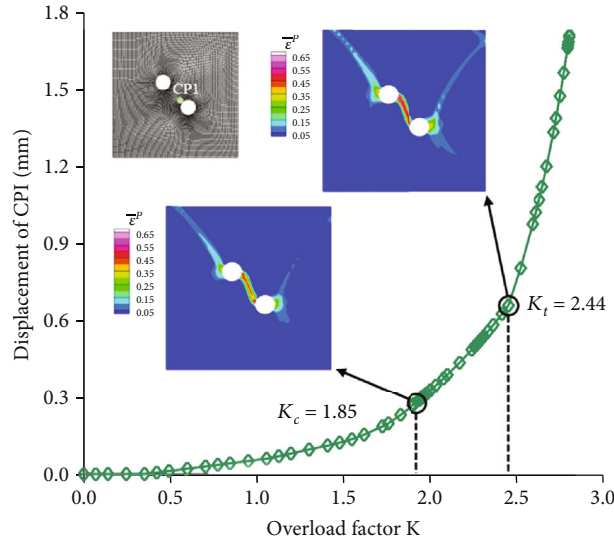 1.8
1.5
1.2
0.9
0.6
0.3
0.0
Displacement of CPI (mm)
CP1
ε̅ᴾ
0.65
0.55
0.45
0.35
0.25
0.15
0.05
ε̅ᴾ
0.65
0.55
0.45
0.35
0.25
0.15
0.05
K_t = 2.44
K_c = 1.85
0.0 0.5 1.0 1.5 2.0 2.5 3.0
Overload factor K